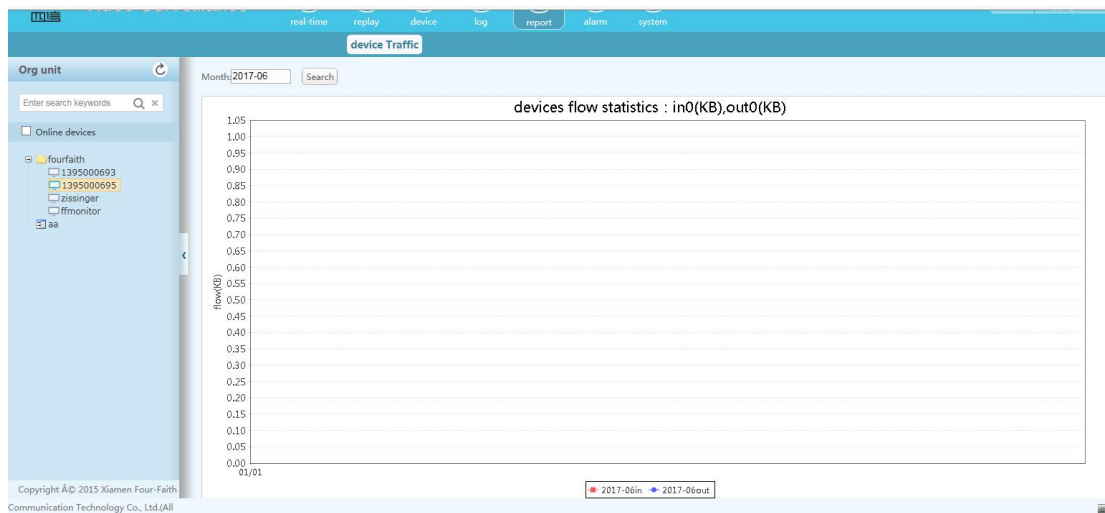 四信
real-time replay device log report alarm system
device Traffic
Org unit
Month: 2017-06 Search
Enter search keywords
Online devices
fourfaith
1395000693
1395000695
zissinger
ffmonitor
aa
devices flow statistics : in0(KB),out0(KB)
flow(KB)
1.05
1.00
0.95
0.90
0.85
0.80
0.75
0.70
0.65
0.60
0.55
0.50
0.45
0.40
0.35
0.30
0.25
0.20
0.15
0.10
0.05
0.00
01/01
2017-06in 2017-06out
Copyright Â© 2015 Xiamen Four-Faith
Communication Technology Co., Ltd.(All